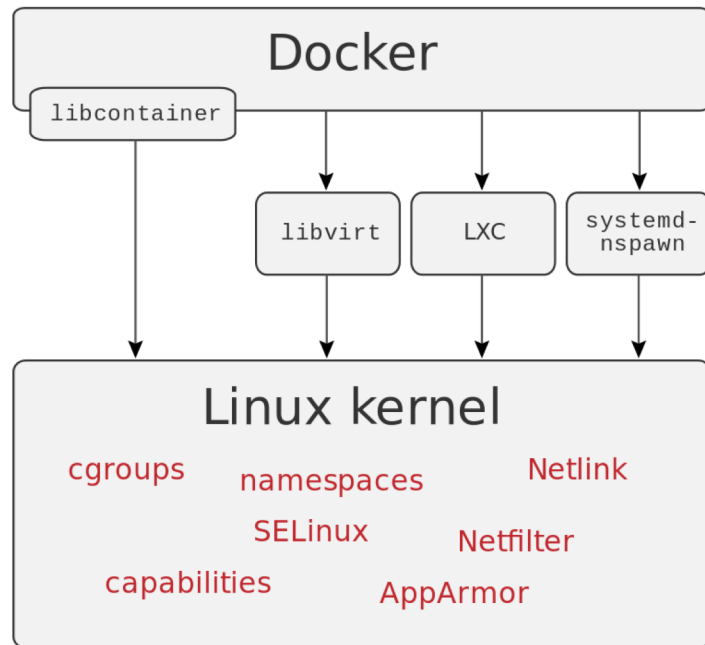 Docker
libcontainer
libvirt
LXC
systemd-
nspawn
Linux kernel
cgroups
namespaces
Netlink
SELinux
Netfilter
capabilities
AppArmor